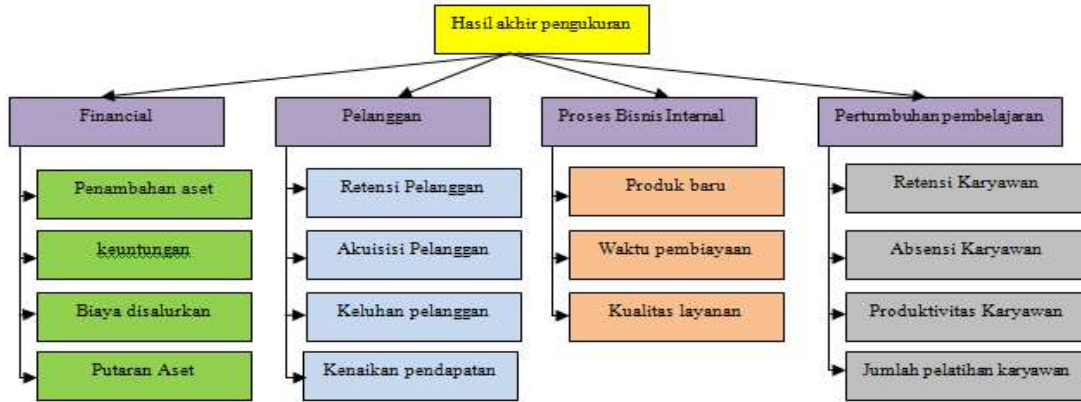 Hasil akhir pengukuran
Financial
Pelanggan
Proses Bisnis Internal
Pertumbuhan pembelajaran
Penambahan aset
keuntungan
Biaya disalurkan
Putaran Aset
Retensi Pelanggan
Akuisisi Pelanggan
Keluhan pelanggan
Kenaikan pendapatan
Produk baru
Waktu pembiayaan
Kualitas layanan
Retensi Karyawan
Absensi Karyawan
Produktivitas Karyawan
Jumlah pelatihan karyawan